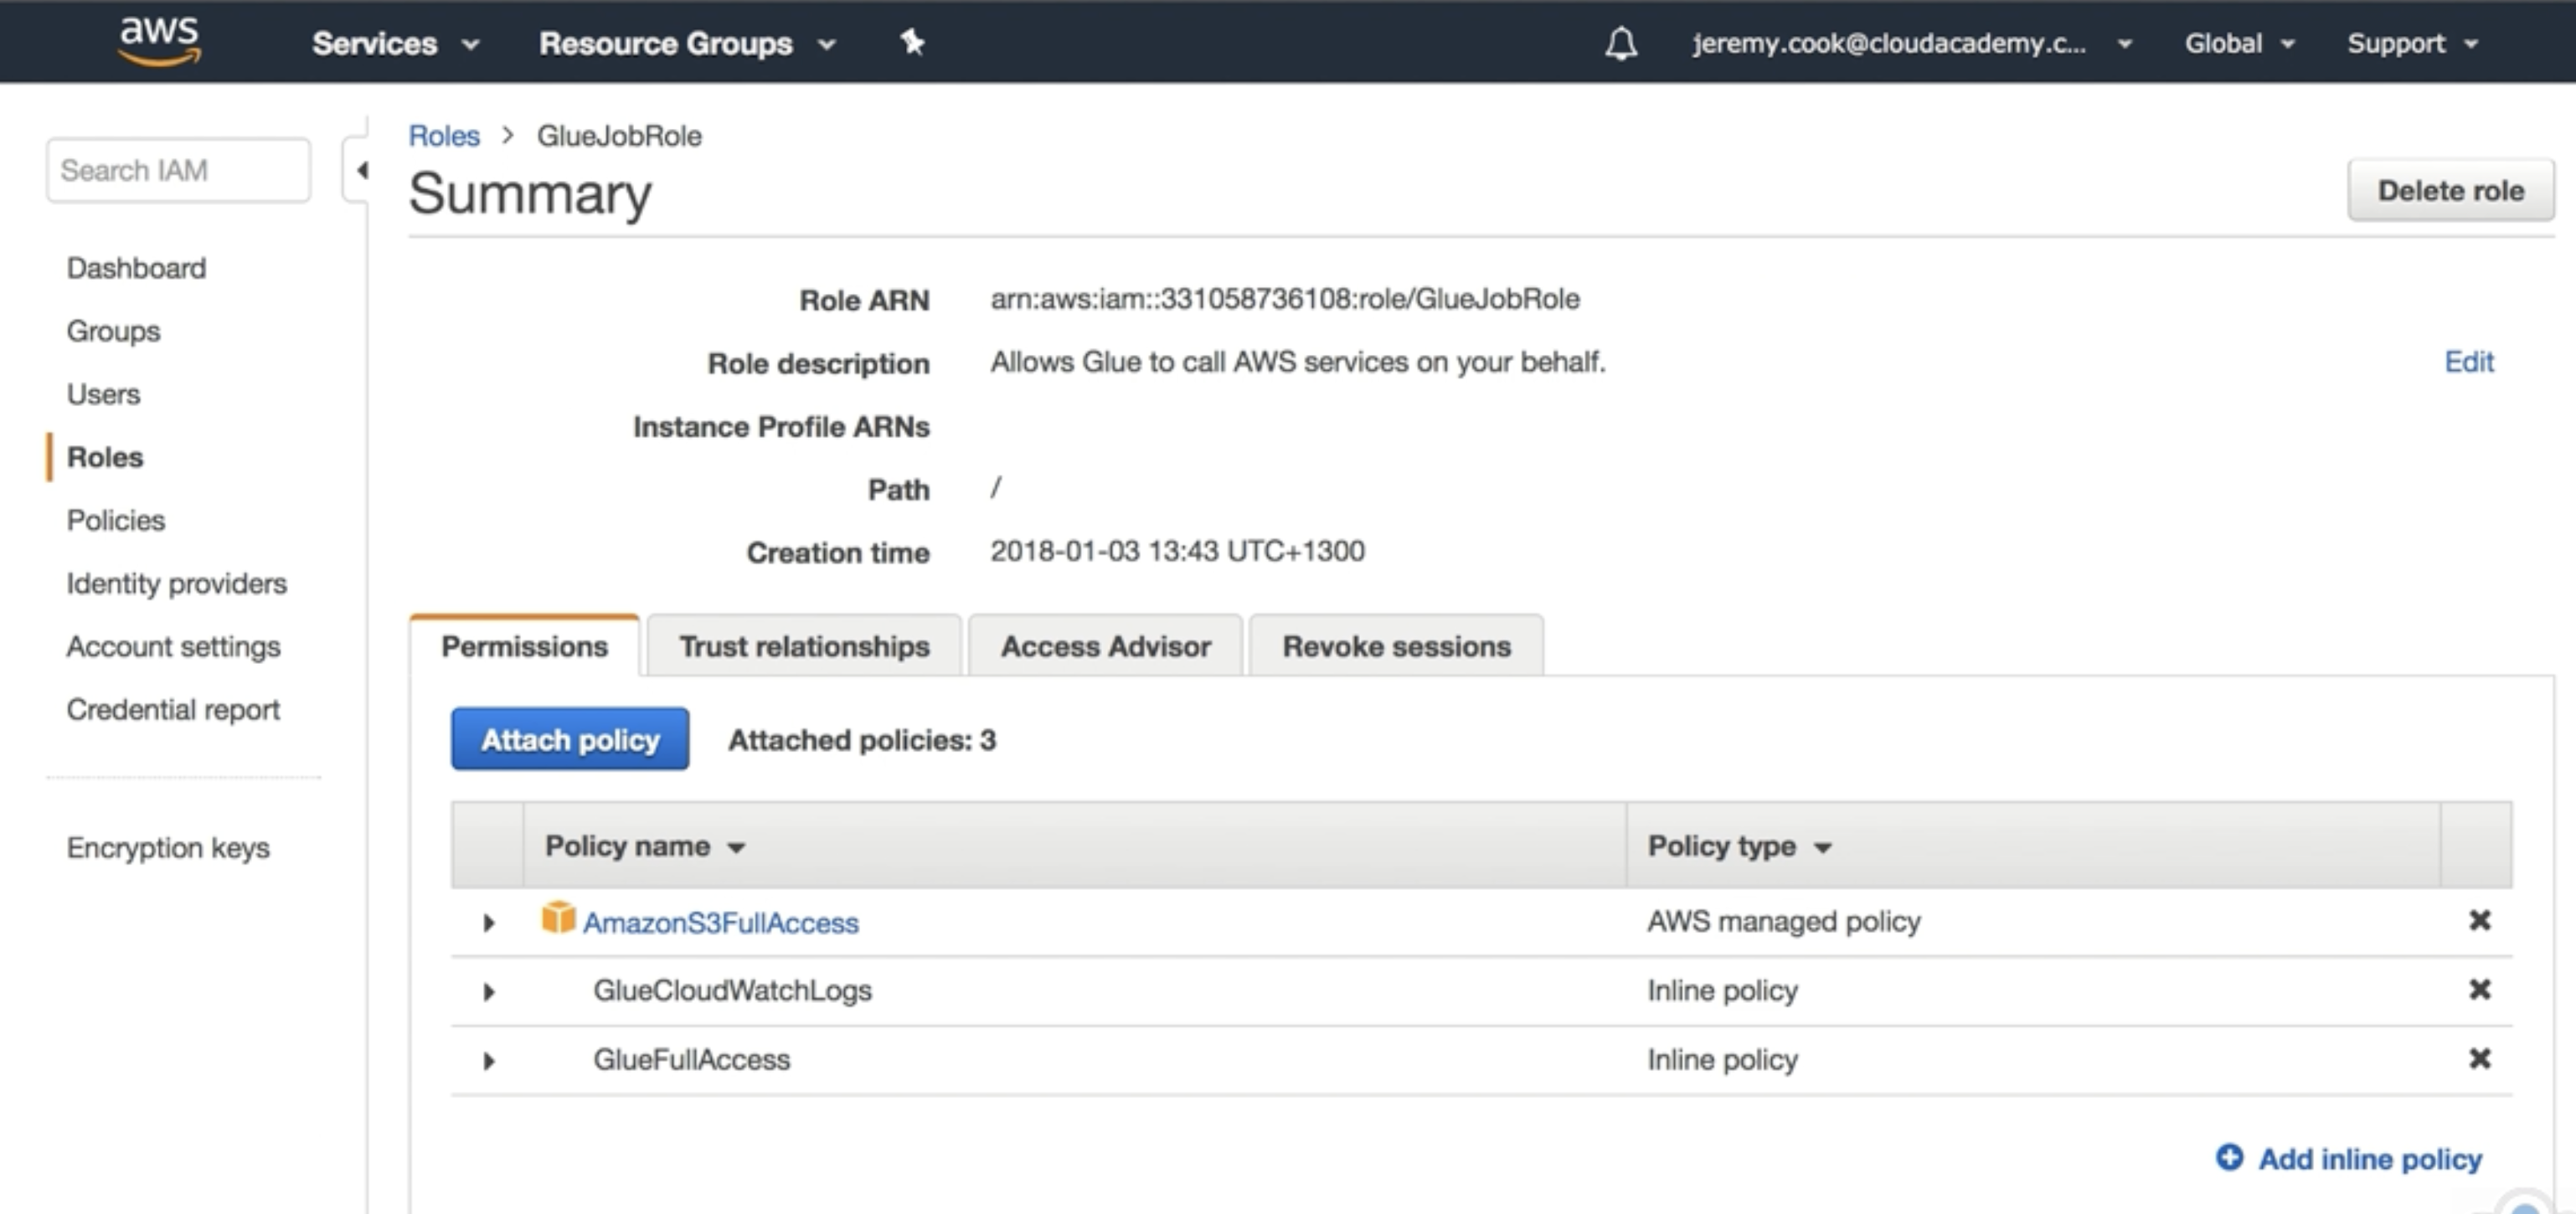 aws Services Resource Groups jeremy.cook@cloudacademy.c... Global Support
Search IAM
Dashboard
Groups
Users
Roles
Policies
Identity providers
Account settings
Credential report
Encryption keys
Roles > GlueJobRole
Summary
Delete role
Role ARN arn:aws:iam::331058736108:role/GlueJobRole
Role description Allows Glue to call AWS services on your behalf. Edit
Instance Profile ARNs
Path /
Creation time 2018-01-03 13:43 UTC+1300
Permissions Trust relationships Access Advisor Revoke sessions
Attach policy Attached policies: 3
Policy name Policy type
AmazonS3FullAccess AWS managed policy
GlueCloudWatchLogs Inline policy
GlueFullAccess Inline policy
Add inline policy